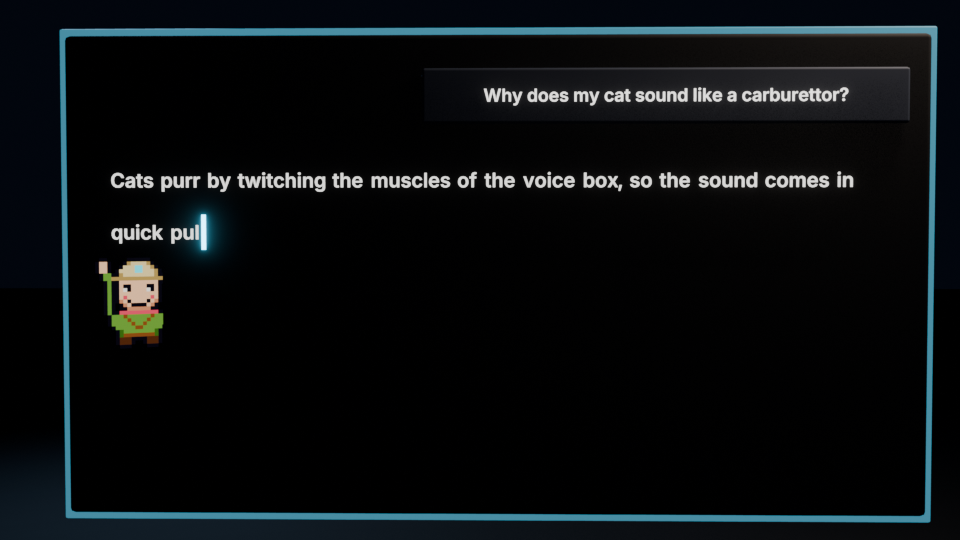 Why does my cat sound like a carburettor?
Cats purr by twitching the muscles of the voice box, so the sound comes in
quick pul